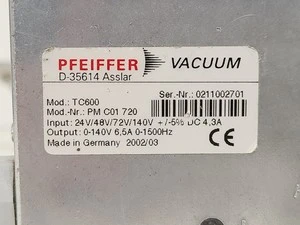 PFEIFFER VACUUM
D-35614 Asslar
Ser.-Nr.: 0211002701
Mod.: TC600
Mod.-Nr.: PM C01 720
Input: 24V/48V/72V/140V +/-5% DC 4,3A
Output: 0-140V 6,5A 0-1500Hz
Made in Germany 2002/03 CE